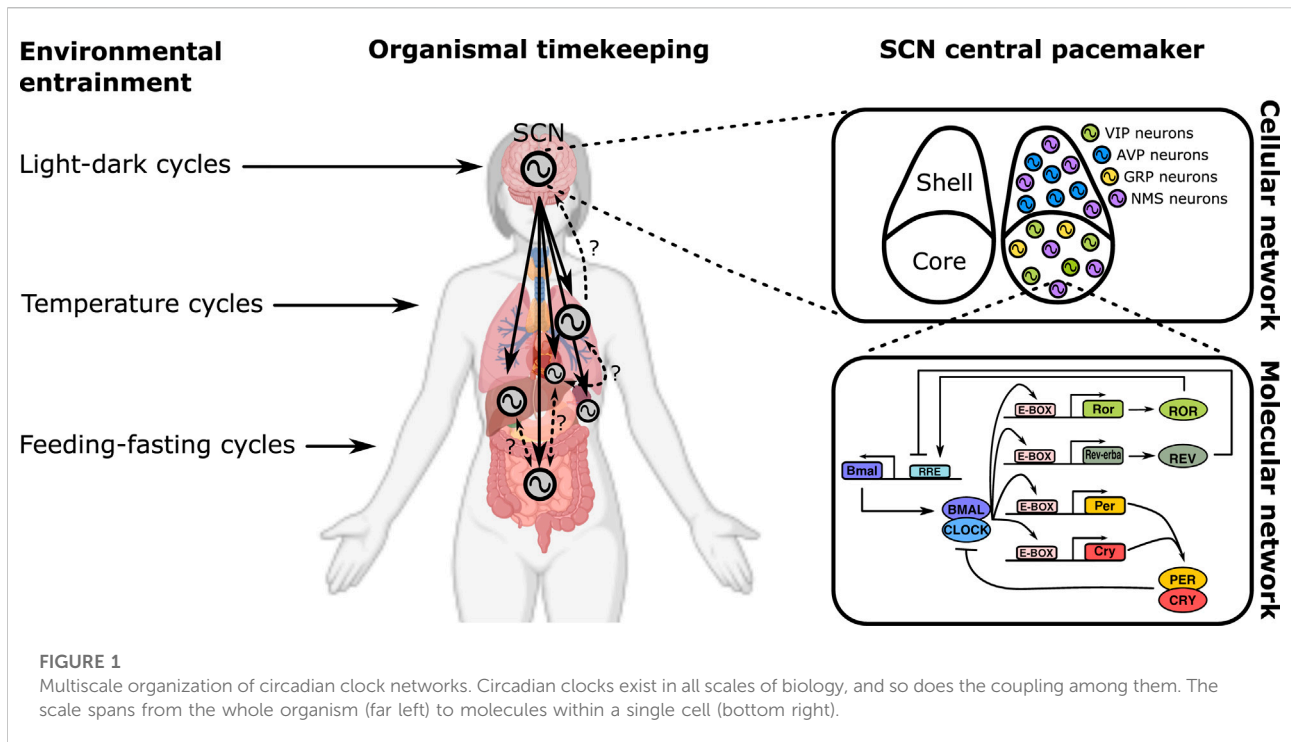 Environmental
entrainment
Organismal timekeeping
SCN central pacemaker
Light-dark cycles
Temperature cycles
Feeding-fasting cycles
SCN
?
?
?
?
Shell
Core
VIP neurons
AVP neurons
GRP neurons
NMS neurons
Cellular network
E-BOX
Ror
ROR
E-BOX
Rev-erba
REV
Bmal
RRE
BMAL
CLOCK
E-BOX
Per
E-BOX
Cry
PER
CRY
Molecular network
FIGURE 1
Multiscale organization of circadian clock networks. Circadian clocks exist in all scales of biology, and so does the coupling among them. The
scale spans from the whole organism (far left) to molecules within a single cell (bottom right).